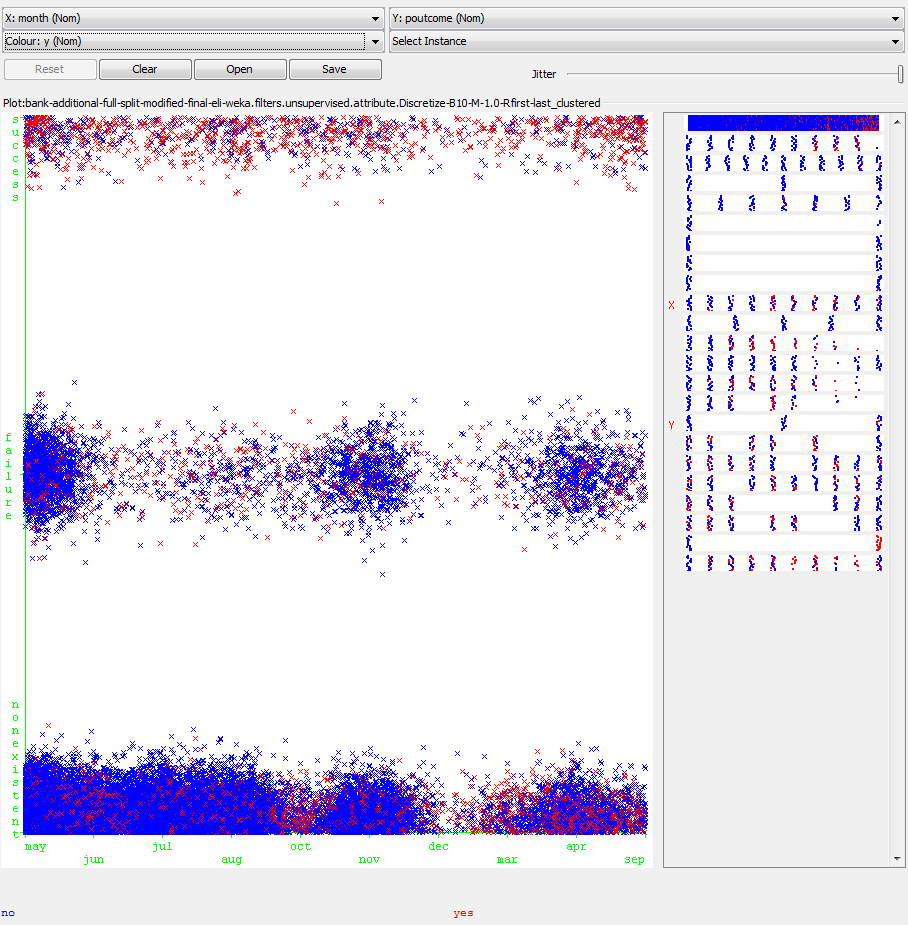 X: month (Nom)
Y: poutcome (Nom)
Colour: y (Nom)
Select Instance
Reset
Clear
Open
Save
Jitter
Plot:bank-additional-full-split-modified-final-eli-weka.filters.unsupervised.attribute.Discretize-B10-M-1.0-Rfirst-last_clustered
success
failure
nonexistent
X
Y
may
jun
jul
aug
oct
nov
dec
mar
apr
sep
no
yes